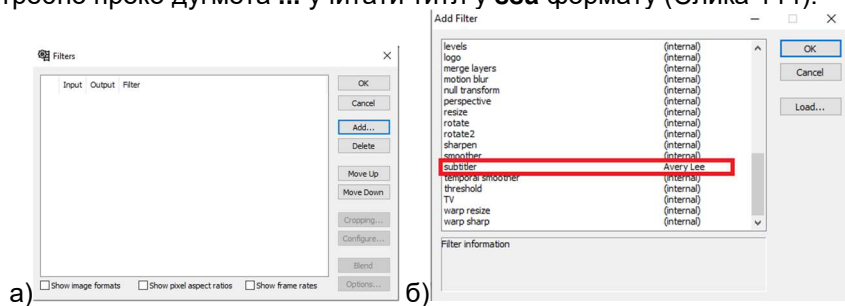 требно преко дугмета ... учитати титл у ssa формату (Слика
Add Filter
levels (internal)
logo (internal)
merge layers (internal)
motion blur (internal)
null transform (internal)
perspective (internal)
resize (internal)
rotate (internal)
rotate2 (internal)
sharpen (internal)
smoother (internal)
subtitler Avery Lee
temporal smoother (internal)
threshold (internal)
TV (internal)
warp resize (internal)
warp sharp (internal)
OK
Cancel
Load...
Filter information
Filters
Input Output Filter
OK
Cancel
Add...
Delete
Move Up
Move Down
Cropping...
Configure...
Blend
Options...
Show image formats Show pixel aspect ratios Show frame rates
а) б)